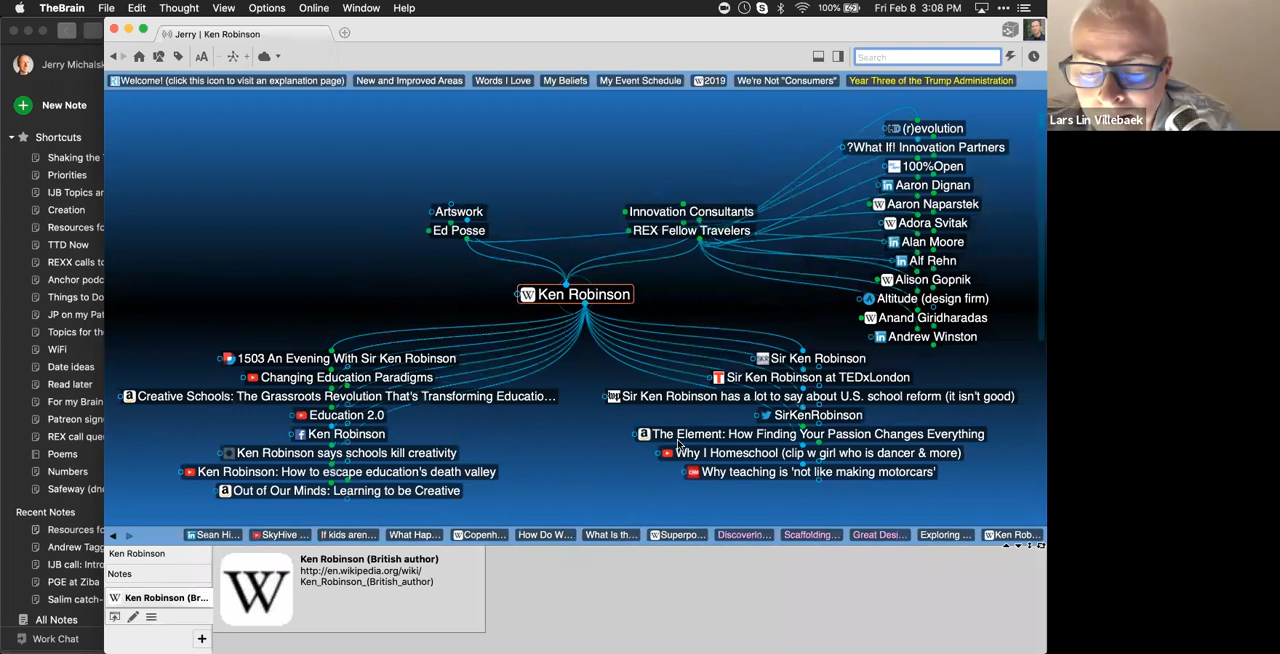 TheBrain File Edit Thought View Options Online Window Help 100% Fri Feb 8 3:08 PM
Jerry | Ken Robinson
Jerry Michalsk
New Note
Shortcuts
Shaking the
Priorities
IJB Topics ar
Creation
Resources fo
TTD Now
REXX calls to
Anchor podc
Things to Do
JP on my Pat
Topics for the
WiFi
Date ideas
Read later
For my Brain
Patreon signu
REX call que
Poems
Numbers
Safeway (dno
Recent Notes
Resources fo
Andrew Tagg
IJB call: Intro
PGE at Ziba
Salim catch-
All Notes
Work Chat
AA
Search
Welcome! (click this icon to visit an explanation page) New and Improved Areas Words I Love My Beliefs My Event Schedule 2019 We're Not "Consumers" Year Three of the Trump Administration
Artswork
Ed Posse
Innovation Consultants
REX Fellow Travelers
(r)evolution
?What If! Innovation Partners
100%Open
Aaron Dignan
Aaron Naparstek
Adora Svitak
Alan Moore
Alf Rehn
Alison Gopnik
Altitude (design firm)
Anand Giridharadas
Andrew Winston
Ken Robinson
1503 An Evening With Sir Ken Robinson
Changing Education Paradigms
Creative Schools: The Grassroots Revolution That's Transforming Educatio...
Education 2.0
Ken Robinson
Ken Robinson says schools kill creativity
Ken Robinson: How to escape education's death valley
Out of Our Minds: Learning to be Creative
Sir Ken Robinson
Sir Ken Robinson at TEDxLondon
Sir Ken Robinson has a lot to say about U.S. school reform (it isn't good)
SirKenRobinson
The Element: How Finding Your Passion Changes Everything
Why I Homeschool (clip w girl who is dancer & more)
Why teaching is 'not like making motorcars'
Sean Hi... SkyHive ... If kids aren... What Hap... Copenh... How Do W... What Is th... Superpo... Discoverin... Scaffolding... Great Desi... Exploring ... Ken Rob...
Ken Robinson
Notes
Ken Robinson (Br...
Ken Robinson (British author)
http://en.wikipedia.org/wiki/
Ken_Robinson_(British_author)
Lars Lin Villebaek